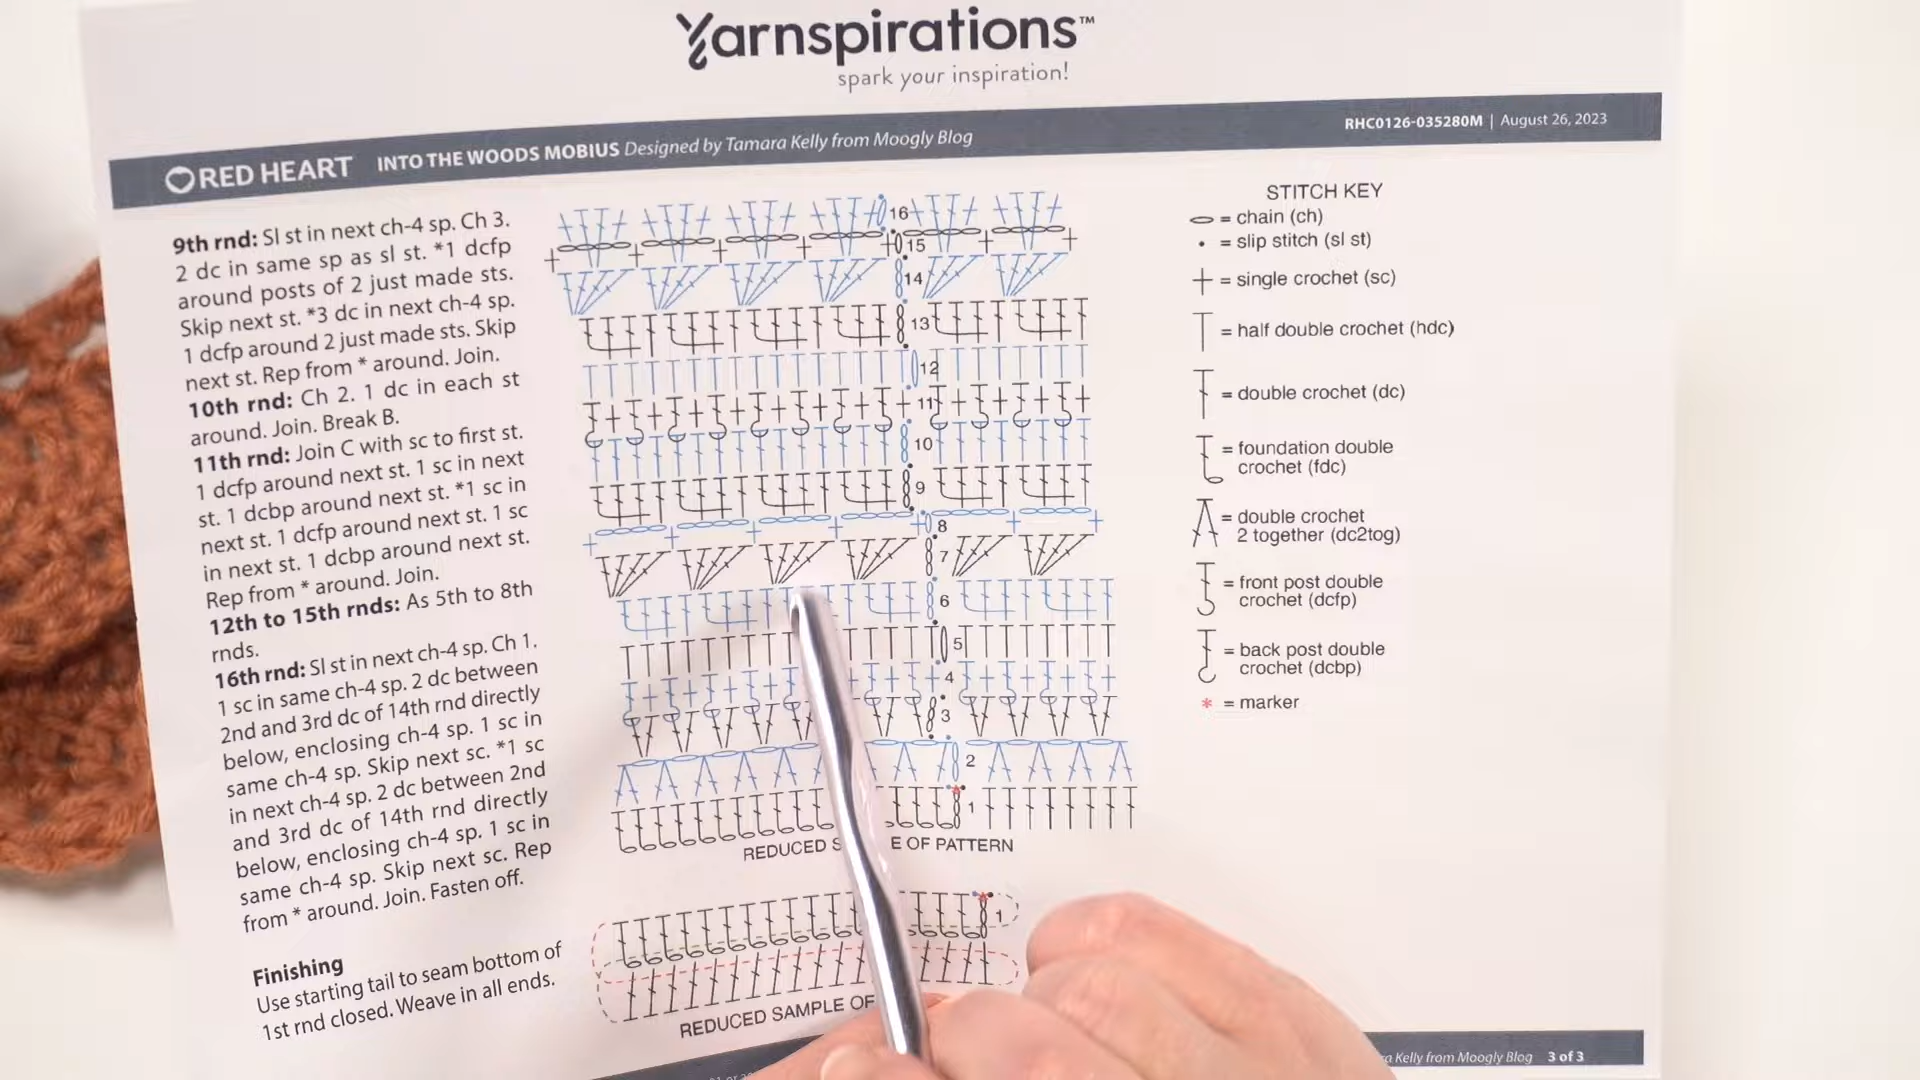 Yarnspirations™
spark your inspiration!
RED HEART INTO THE WOODS MOBIUS Designed by Tamara Kelly from Moogly Blog
RHC0126-035280M | August 26, 2023
9th rnd: Sl st in next ch-4 sp. Ch 3.
2 dc in same sp as sl st. *1 dcfp
around posts of 2 just made sts.
Skip next st. *3 dc in next ch-4 sp.
1 dcfp around 2 just made sts. Skip
next st. Rep from * around. Join.
10th rnd: Ch 2. 1 dc in each st
around. Join. Break B.
11th rnd: Join C with sc to first st.
1 dcfp around next st. 1 sc in next
st. 1 dcbp around next st. *1 sc in
next st. 1 dcfp around next st. 1 sc
in next st. 1 dcbp around next st.
Rep from * around. Join.
12th to 15th rnds: As 5th to 8th
rnds.
16th rnd: Sl st in next ch-4 sp. Ch 1.
1 sc in same ch-4 sp. 2 dc between
2nd and 3rd dc of 14th rnd directly
below, enclosing ch-4 sp. 1 sc in
same ch-4 sp. Skip next sc. *1 sc
in next ch-4 sp. 2 dc between 2nd
and 3rd dc of 14th rnd directly
below, enclosing ch-4 sp. 1 sc in
same ch-4 sp. Skip next sc. Rep
from * around. Join. Fasten off.
Finishing
Use starting tail to seam bottom of
1st rnd closed. Weave in all ends.
16
15
14
13
12
11
10
9
8
7
6
5
4
3
2
1
REDUCED S E OF PATTERN
1
REDUCED SAMPLE OF
STITCH KEY
= chain (ch)
= slip stitch (sl st)
= single crochet (sc)
= half double crochet (hdc)
= double crochet (dc)
= foundation double
crochet (fdc)
= double crochet
2 together (dc2tog)
= front post double
crochet (dcfp)
= back post double
crochet (dcbp)
* = marker
Kelly from Moogly Blog 3 of 3